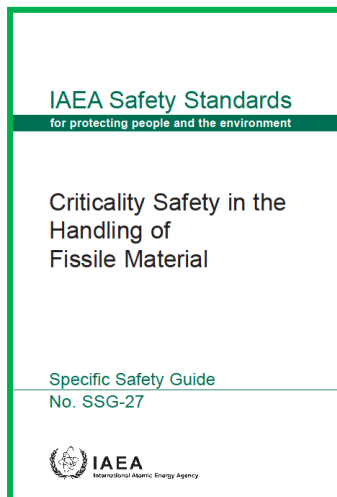 IAEA Safety Standards
for protecting people and the environment
Criticality Safety in the
Handling of
Fissile Material
Specific Safety Guide
No. SSG-27
IAEA
International Atomic Energy Agency